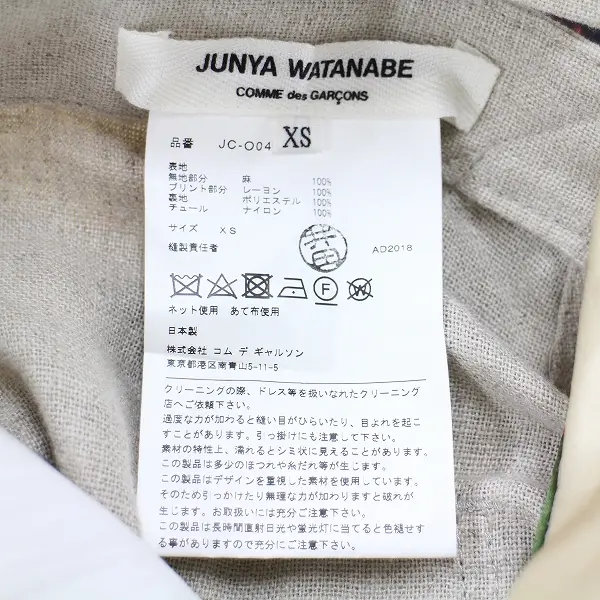 JUNYA WATANABE
COMME des GARÇONS
XS
品番 JC-O04
表地
無地部分 麻 100%
プリント部分 レーヨン 100%
裏地 ポリエステル 100%
チュール ナイロン 100%
サイズ XS
縫製責任者 AD2018
F W
ネット使用 あて布使用
日本製
株式会社 コム デ ギャルソン
東京都港区南青山5-11-5
クリーニングの際、ドレス等を扱いなれたクリーニング
店へご依頼下さい。
過度な力が加わると縫い目がひらいたり、目よれを起こ
すことがあります。引っ掛けにも注意して下さい。
素材の特性上、濡れるとシミ状に見えることがあります。
この製品は多少のほつれや糸だれ等が生じます。
この製品はデザインを重視した素材を使用しています。
そのため引っかけたり無理な力が加わりますと破れが
生じます。お取扱いには充分ご注意下さい。
この製品は長時間直射日光や蛍光灯に当てると色褪せす
る事がありますので充分にご注意下さい。